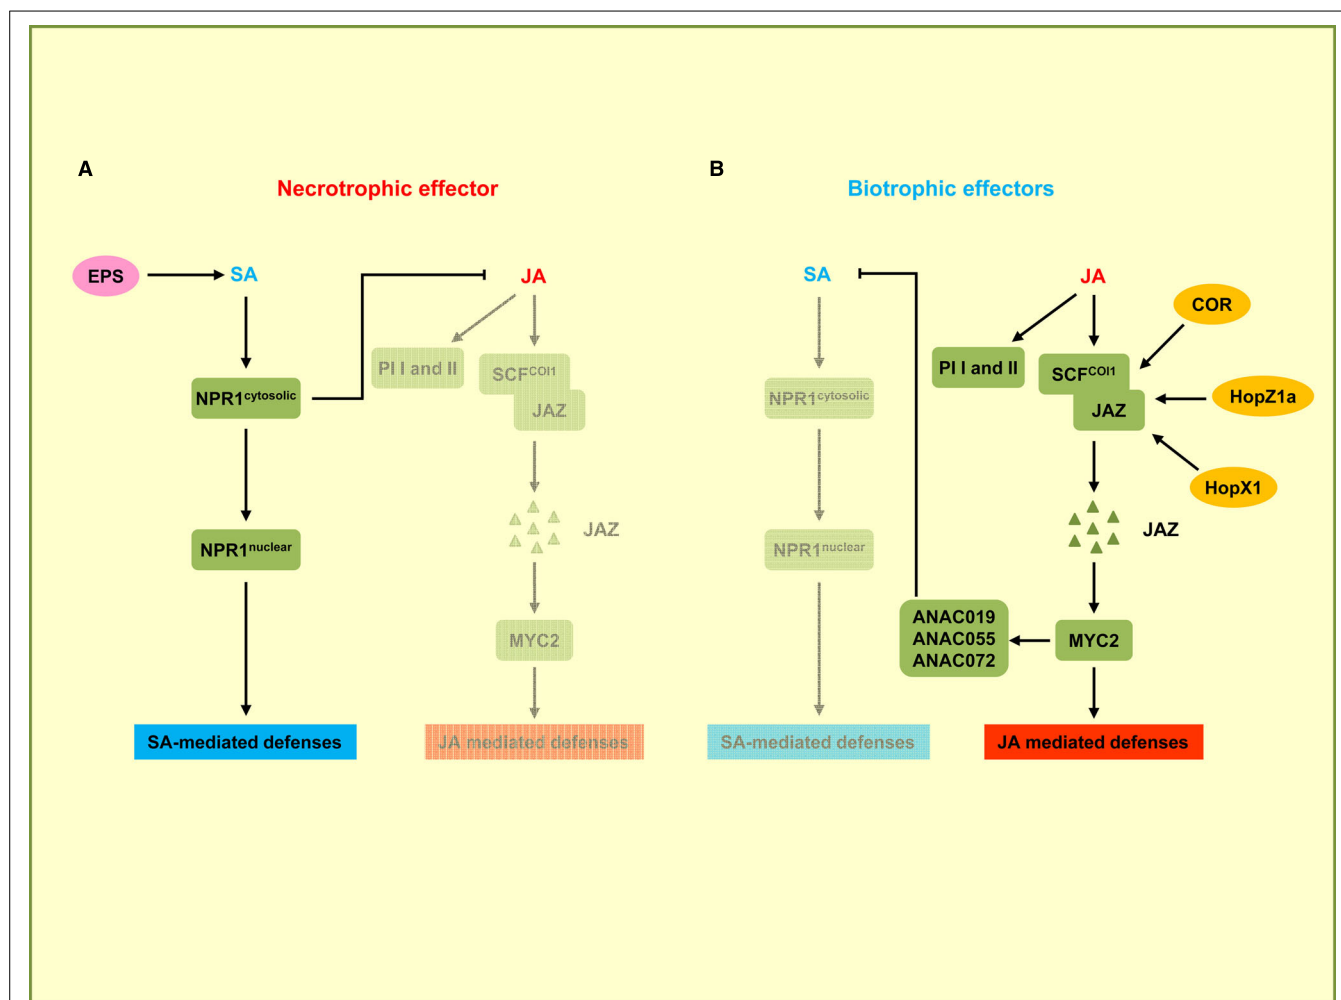 A
Necrotrophic effector
EPS
SA
JA
PI I and II
SCFCOI1
JAZ
NPR1cytosolic
NPR1nuclear
JAZ
MYC2
SA-mediated defenses
JA mediated defenses
B
Biotrophic effectors
SA
JA
COR
PI I and II
SCFCOI1
JAZ
HopZ1a
HopX1
NPR1cytosolic
NPR1nuclear
JAZ
ANAC019
ANAC055
ANAC072
MYC2
SA-mediated defenses
JA mediated defenses